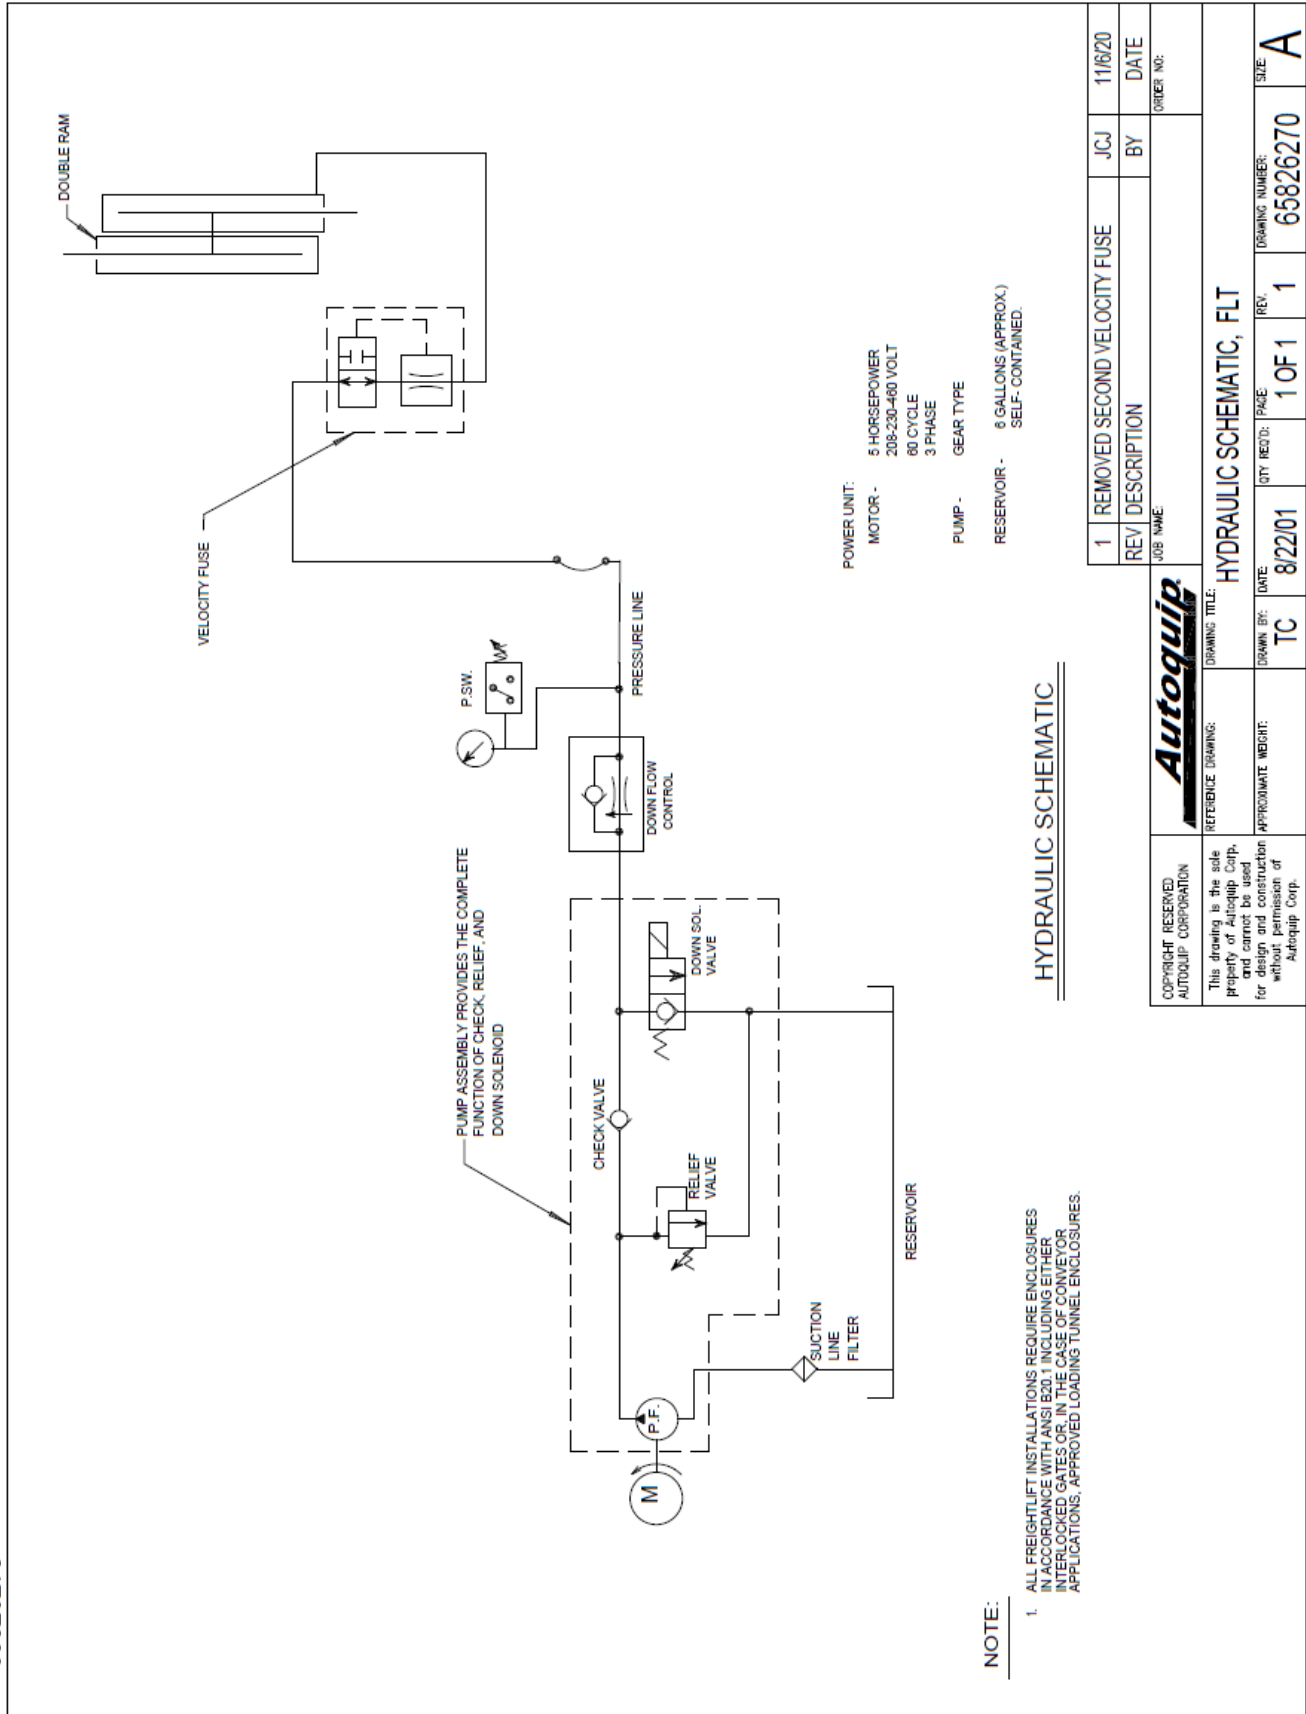 DOUBLE RAM
VELOCITY FUSE
P.SW.
PRESSURE LINE
DOWN FLOW
CONTROL
PUMP ASSEMBLY PROVIDES THE COMPLETE
FUNCTION OF CHECK, RELIEF, AND
DOWN SOLENOID
CHECK VALVE
DOWN SOL.
VALVE
RELIEF
VALVE
M
P.F.
SUCTION
LINE
FILTER
RESERVOIR
POWER UNIT:
MOTOR - 5 HORSEPOWER
208-230-460 VOLT
60 CYCLE
3 PHASE
PUMP - GEAR TYPE
RESERVOIR - 6 GALLONS (APPROX.)
SELF- CONTAINED.
HYDRAULIC SCHEMATIC
NOTE:
1. ALL FREIGHTLIFT INSTALLATIONS REQUIRE ENCLOSURES
IN ACCORDANCE WITH ANSI B20.1 INCLUDING EITHER
INTERLOCKED GATES OR, IN THE CASE OF CONVEYOR
APPLICATIONS, APPROVED LOADING TUNNEL ENCLOSURES.
1 REMOVED SECOND VELOCITY FUSE JCJ 11/6/20
REV DESCRIPTION BY DATE
COPYRIGHT RESERVED
AUTOQUIP CORPORATION
Autoquip
JOB NAME:
ORDER NO:
This drawing is the sole
property of Autoquip Corp.
and cannot be used
for design and construction
without permission of
Autoquip Corp.
REFERENCE DRAWING:
DRAWING TITLE:
HYDRAULIC SCHEMATIC, FLT
APPROXIMATE WEIGHT:
DRAWN BY:
TC
DATE:
8/22/01
QTY REQ'D:
PAGE:
1 OF 1
REV.
1
DRAWING NUMBER:
65826270
SIZE:
A